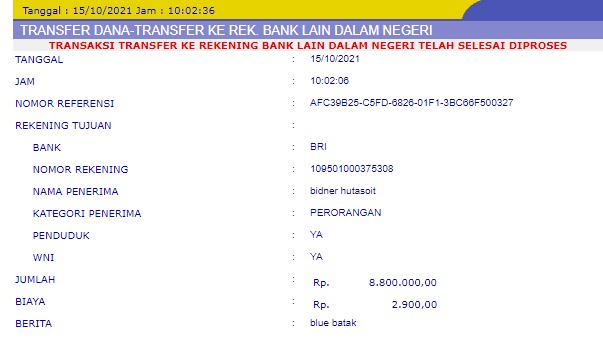 Tanggal : 15/10/2021 Jam : 10:02:36
TRANSFER DANA-TRANSFER KE REK. BANK LAIN DALAM NEGERI
TRANSAKSI TRANSFER KE REKENING BANK LAIN DALAM NEGERI TELAH SELESAI DIPROSES
TANGGAL : 15/10/2021
JAM : 10:02:06
NOMOR REFERENSI : AFC39B25-C5FD-6826-01F1-3BC66F500327
REKENING TUJUAN :
BANK : BRI
NOMOR REKENING : 109501000375308
NAMA PENERIMA : bidner hutasoit
KATEGORI PENERIMA : PERORANGAN
PENDUDUK : YA
WNI : YA
JUMLAH : Rp. 8.800.000,00
BIAYA : Rp. 2.900,00
BERITA : blue batak